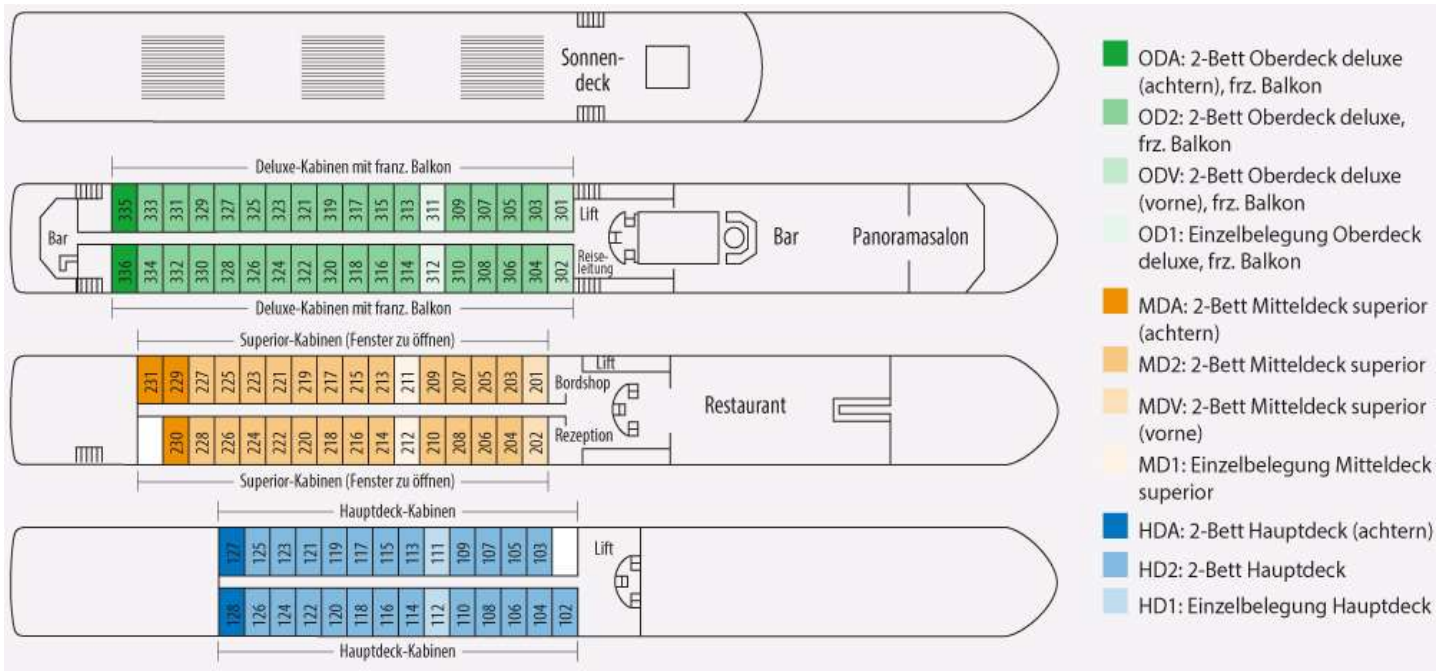 Sonnen-
deck
Deluxe-Kabinen mit franz. Balkon
335 333 331 329 327 325 323 321 319 317 315 313 311 309 307 305 303 301
Lift
Bar
Bar
Panoramasalon
Reise-
leitung
336 334 332 330 328 326 324 322 320 318 316 314 312 310 308 306 304 302
Deluxe-Kabinen mit franz. Balkon
Superior-Kabinen (Fenster zu öffnen)
231 229 227 225 223 221 219 217 215 213 211 209 207 205 203 201
Lift
Bordshop
Restaurant
Rezeption
230 228 226 224 222 220 218 216 214 212 210 208 206 204 202
Superior-Kabinen (Fenster zu öffnen)
Hauptdeck-Kabinen
127 125 123 121 119 117 115 113 111 109 107 105 103
Lift
128 126 124 122 120 118 116 114 112 110 108 106 104 102
Hauptdeck-Kabinen
ODA: 2-Bett Oberdeck deluxe
(achtern), frz. Balkon
OD2: 2-Bett Oberdeck deluxe,
frz. Balkon
ODV: 2-Bett Oberdeck deluxe
(vorne), frz. Balkon
OD1: Einzelbelegung Oberdeck
deluxe, frz. Balkon
MDA: 2-Bett Mitteldeck superior
(achtern)
MD2: 2-Bett Mitteldeck superior
MDV: 2-Bett Mitteldeck superior
(vorne)
MD1: Einzelbelegung Mitteldeck
superior
HDA: 2-Bett Hauptdeck (achtern)
HD2: 2-Bett Hauptdeck
HD1: Einzelbelegung Hauptdeck